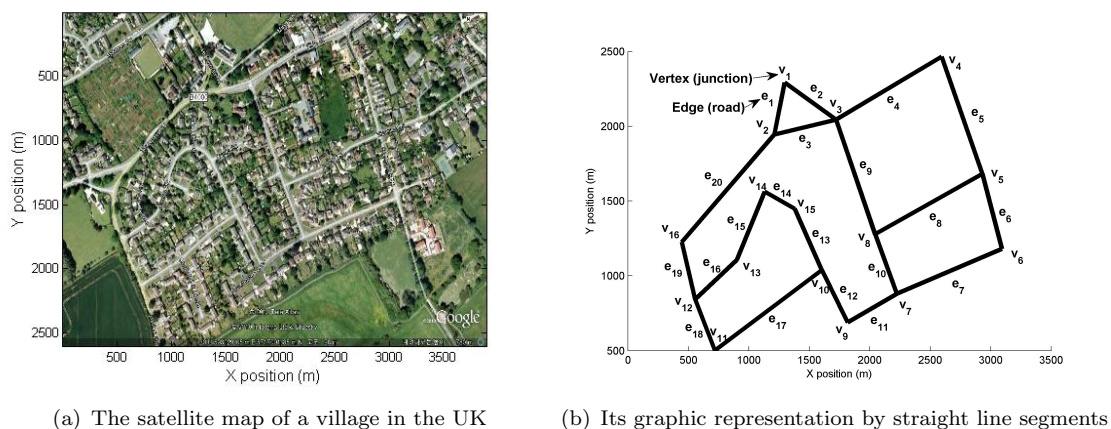 500
1000
1500
2000
2500
Y position (m)
500 1000 1500 2000 2500 3000 3500
X position (m)
Google
2500
2000
1500
1000
500
Y position (m)
0 500 1000 1500 2000 2500 3000 3500
X position (m)
Vertex (junction)
Edge (road)
v1
v4
e1
e2
v3
e4
v2
e3
e5
e9
e20
v14
e14
v5
v15
e8
e6
v16
e15
e13
v8
v6
e19
e16
v13
v10
e10
e7
v12
e12
v7
e18
v11
e17
v9
e11
(a) The satellite map of a village in the UK
(b) Its graphic representation by straight line segments